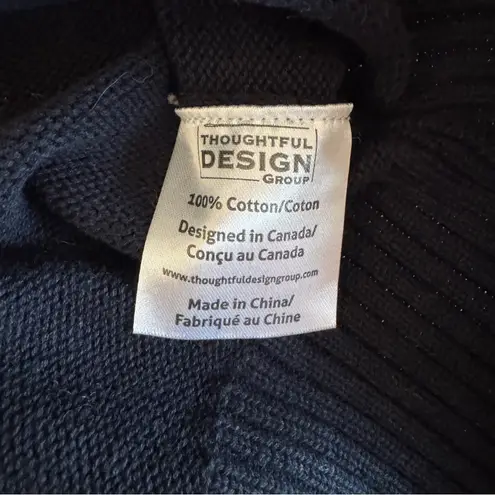 THOUGHTFUL
DESIGN
GROUP
100% Cotton/Coton
Designed in Canada/
Conçu au Canada
www.thoughtfuldesigngroup.com
Made in China/
Fabriqué au Chine